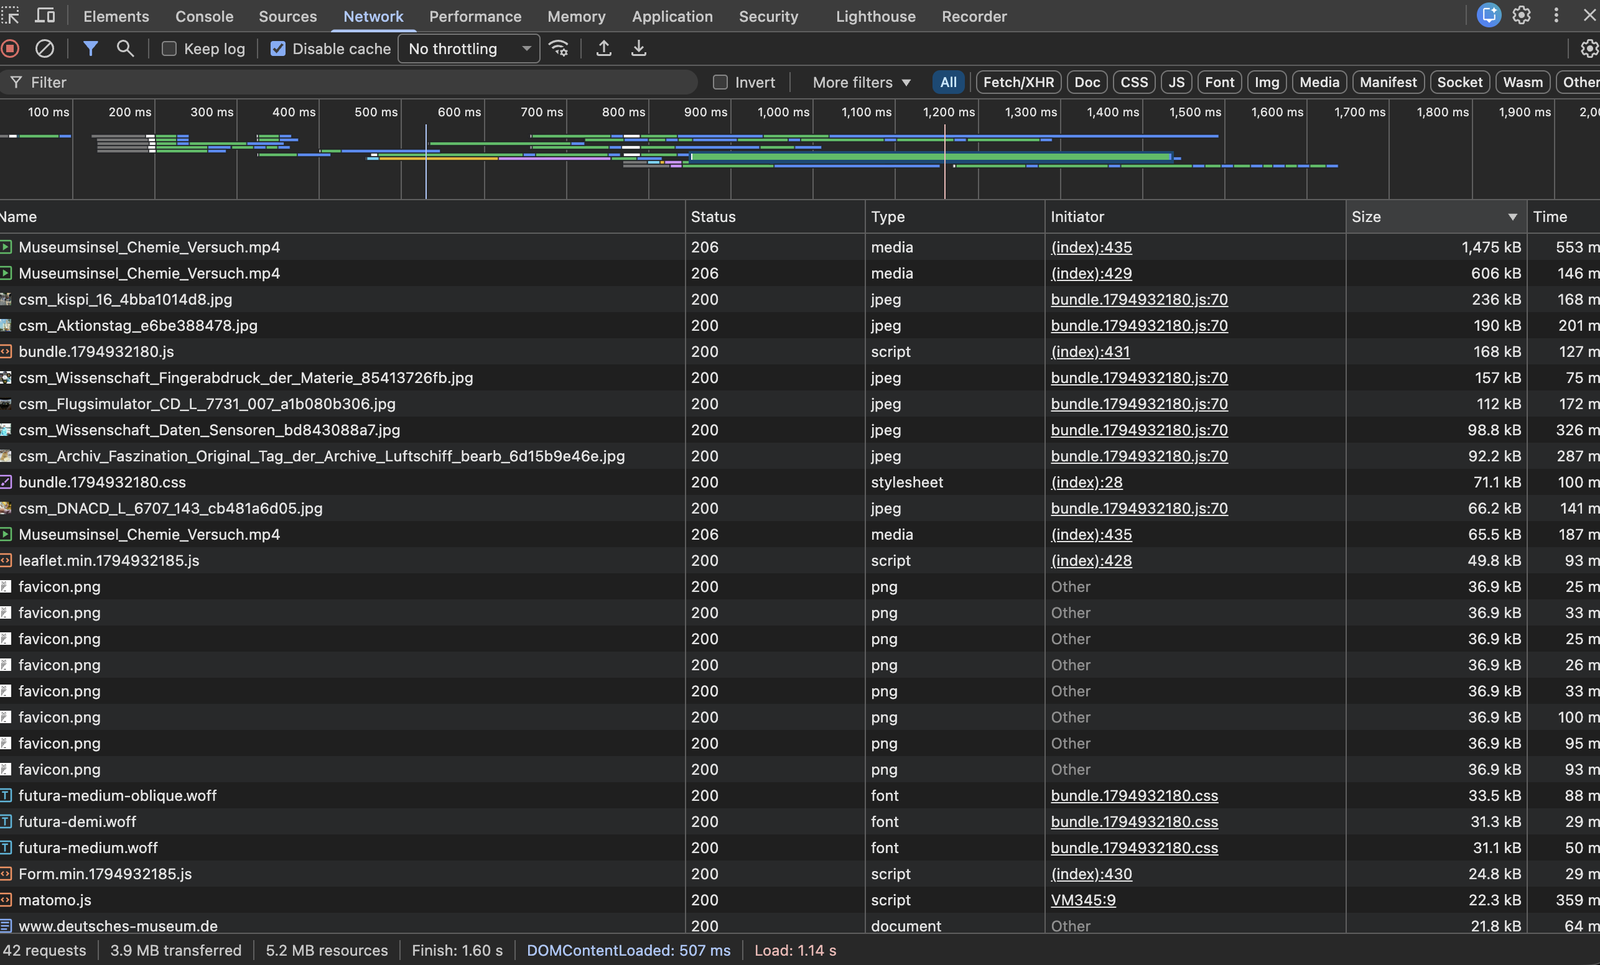 Elements Console Sources Network Performance Memory Application Security Lighthouse Recorder
Keep log Disable cache No throttling
Filter Invert More filters All Fetch/XHR Doc CSS JS Font Img Media Manifest Socket Wasm Other
100 ms 200 ms 300 ms 400 ms 500 ms 600 ms 700 ms 800 ms 900 ms 1,000 ms 1,100 ms 1,200 ms 1,300 ms 1,400 ms 1,500 ms 1,600 ms 1,700 ms 1,800 ms 1,900 ms 2,0
Name Status Type Initiator Size Time
Museumsinsel_Chemie_Versuch.mp4 206 media (index):435 1,475 kB 553 m
Museumsinsel_Chemie_Versuch.mp4 206 media (index):429 606 kB 146 m
csm_kispi_16_4bba1014d8.jpg 200 jpeg bundle.1794932180.js:70 236 kB 168 m
csm_Aktionstag_e6be388478.jpg 200 jpeg bundle.1794932180.js:70 190 kB 201 m
bundle.1794932180.js 200 script (index):431 168 kB 127 m
csm_Wissenschaft_Fingerabdruck_der_Materie_85413726fb.jpg 200 jpeg bundle.1794932180.js:70 157 kB 75 m
csm_Flugsimulator_CD_L_7731_007_a1b080b306.jpg 200 jpeg bundle.1794932180.js:70 112 kB 172 m
csm_Wissenschaft_Daten_Sensoren_bd843088a7.jpg 200 jpeg bundle.1794932180.js:70 98.8 kB 326 m
csm_Archiv_Faszination_Original_Tag_der_Archive_Luftschiff_bearb_6d15b9e46e.jpg 200 jpeg bundle.1794932180.js:70 92.2 kB 287 m
bundle.1794932180.css 200 stylesheet (index):28 71.1 kB 100 m
csm_DNACD_L_6707_143_cb481a6d05.jpg 200 jpeg bundle.1794932180.js:70 66.2 kB 141 m
Museumsinsel_Chemie_Versuch.mp4 206 media (index):435 65.5 kB 187 m
leaflet.min.1794932185.js 200 script (index):428 49.8 kB 93 m
favicon.png 200 png Other 36.9 kB 25 m
favicon.png 200 png Other 36.9 kB 33 m
favicon.png 200 png Other 36.9 kB 25 m
favicon.png 200 png Other 36.9 kB 26 m
favicon.png 200 png Other 36.9 kB 33 m
favicon.png 200 png Other 36.9 kB 100 m
favicon.png 200 png Other 36.9 kB 95 m
favicon.png 200 png Other 36.9 kB 93 m
futura-medium-oblique.woff 200 font bundle.1794932180.css 33.5 kB 88 m
futura-demi.woff 200 font bundle.1794932180.css 31.3 kB 29 m
futura-medium.woff 200 font bundle.1794932180.css 31.1 kB 50 m
Form.min.1794932185.js 200 script (index):430 24.8 kB 29 m
matomo.js 200 script VM345:9 22.3 kB 359 m
www.deutsches-museum.de 200 document Other 21.8 kB 64 m
42 requests 3.9 MB transferred 5.2 MB resources Finish: 1.60 s DOMContentLoaded: 507 ms Load: 1.14 s